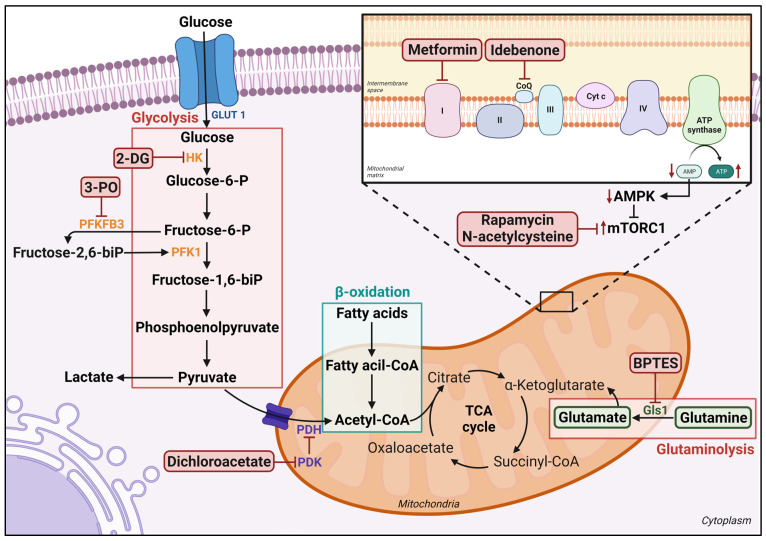 Glucose
GLUT 1
Glycolysis
Glucose
2-DG
HK
Glucose-6-P
3-PO
PFKFB3
Fructose-6-P
Fructose-2,6-biP
PFK1
Fructose-1,6-biP
Phosphoenolpyruvate
Lactate
Pyruvate
Metformin
Idebenone
Intermembrane
space
CoQ
I
II
III
Cyt c
IV
ATP
synthase
Mitochondrial
matrix
AMP
ATP
AMPK
Rapamycin
N-acetylcysteine
mTORC1
β-oxidation
Fatty acids
Fatty acil-CoA
Acetyl-CoA
PDH
Dichloroacetate
PDK
Citrate
α-Ketoglutarate
TCA
cycle
Oxaloacetate
Succinyl-CoA
BPTES
Gls1
Glutamate
Glutamine
Glutaminolysis
Mitochondria
Cytoplasm